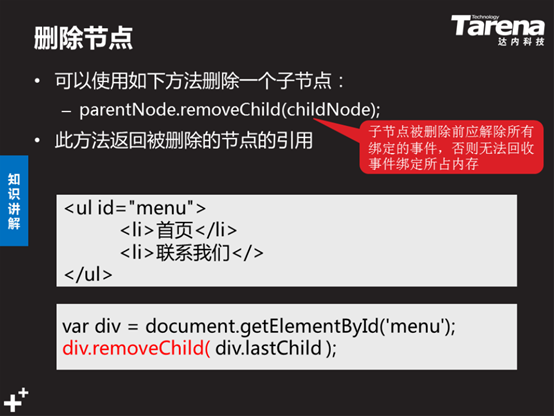 删除节点
Technology
Tarena
达内科技
• 可以使用如下方法删除一个子节点：
– parentNode.removeChild(childNode);
• 此方法返回被删除的节点的引用
子节点被删除前应解除所有
绑定的事件，否则无法回收
事件绑定所占内存
知识讲解
<ul id="menu">
<li>首页</li>
<li>联系我们</>
</ul>
var div = document.getElementById('menu');
div.removeChild( div.lastChild );